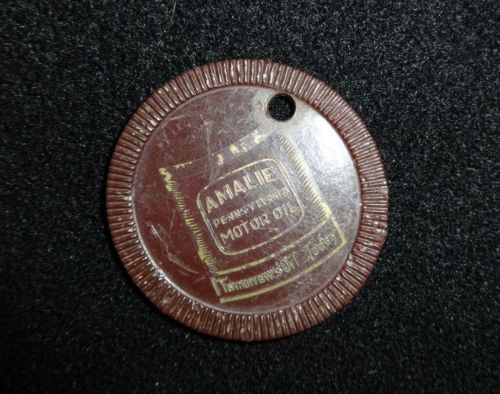 AMALIE
PENNSYLVANIA
MOTOR OIL
Tomorrow's Oil Today